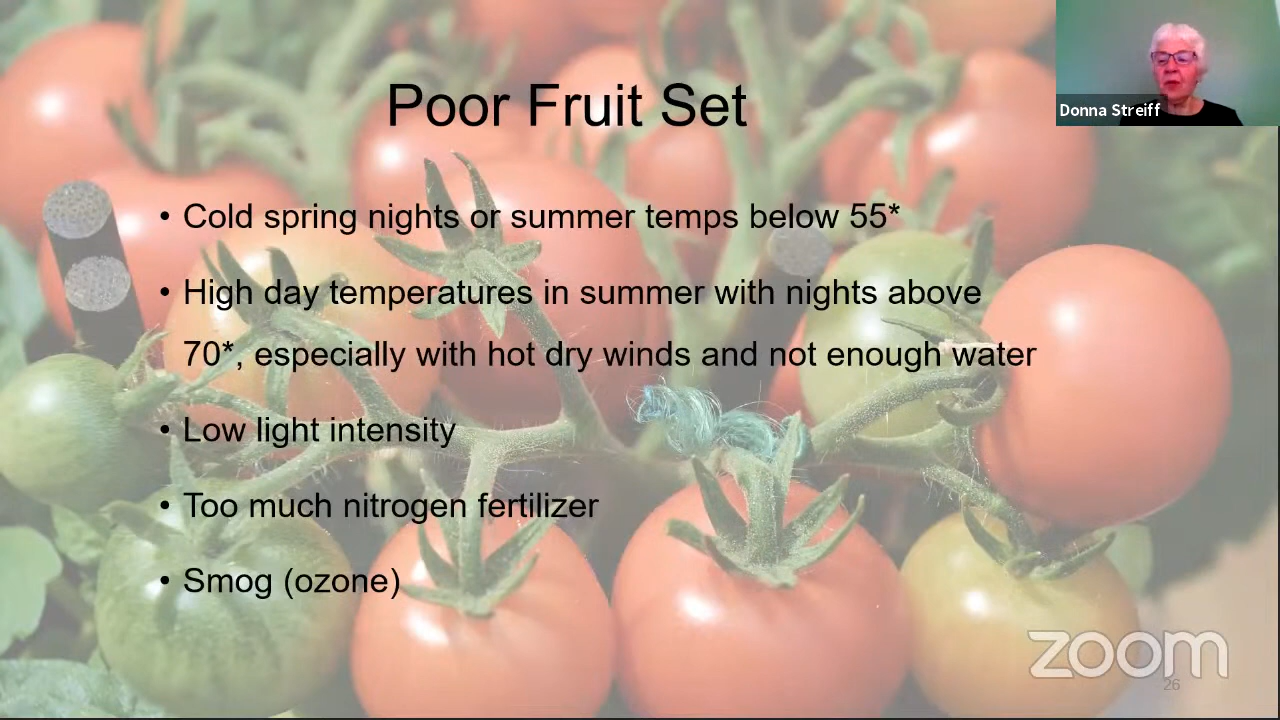 Poor Fruit Set
Donna Streiff
• Cold spring nights or summer temps below 55*
• High day temperatures in summer with nights above
70*, especially with hot dry winds and not enough water
• Low light intensity
• Too much nitrogen fertilizer
• Smog (ozone)
zoom
26